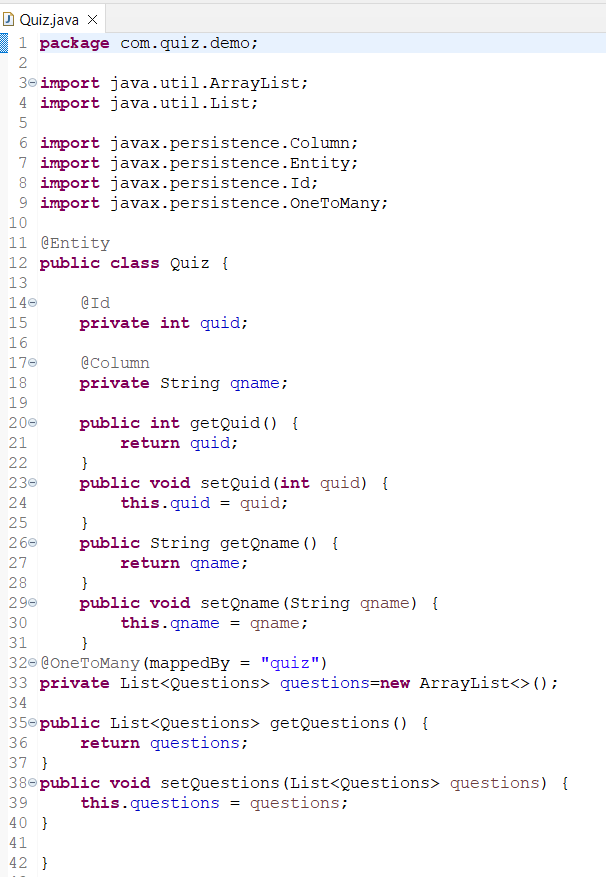 Quiz.java
1 package com.quiz.demo;
2
3 import java.util.ArrayList;
4 import java.util.List;
5
6 import javax.persistence.Column;
7 import javax.persistence.Entity;
8 import javax.persistence.Id;
9 import javax.persistence.OneToMany;
10
11 @Entity
12 public class Quiz {
13
14     @Id
15     private int quid;
16
17     @Column
18     private String qname;
19
20     public int getQuid() {
21         return quid;
22     }
23     public void setQuid(int quid) {
24         this.quid = quid;
25     }
26     public String getQname() {
27         return qname;
28     }
29     public void setQname(String qname) {
30         this.qname = qname;
31     }
32 @OneToMany(mappedBy = "quiz")
33 private List<Questions> questions=new ArrayList<>();
34
35 public List<Questions> getQuestions() {
36     return questions;
37 }
38 public void setQuestions(List<Questions> questions) {
39     this.questions = questions;
40 }
41
42 }